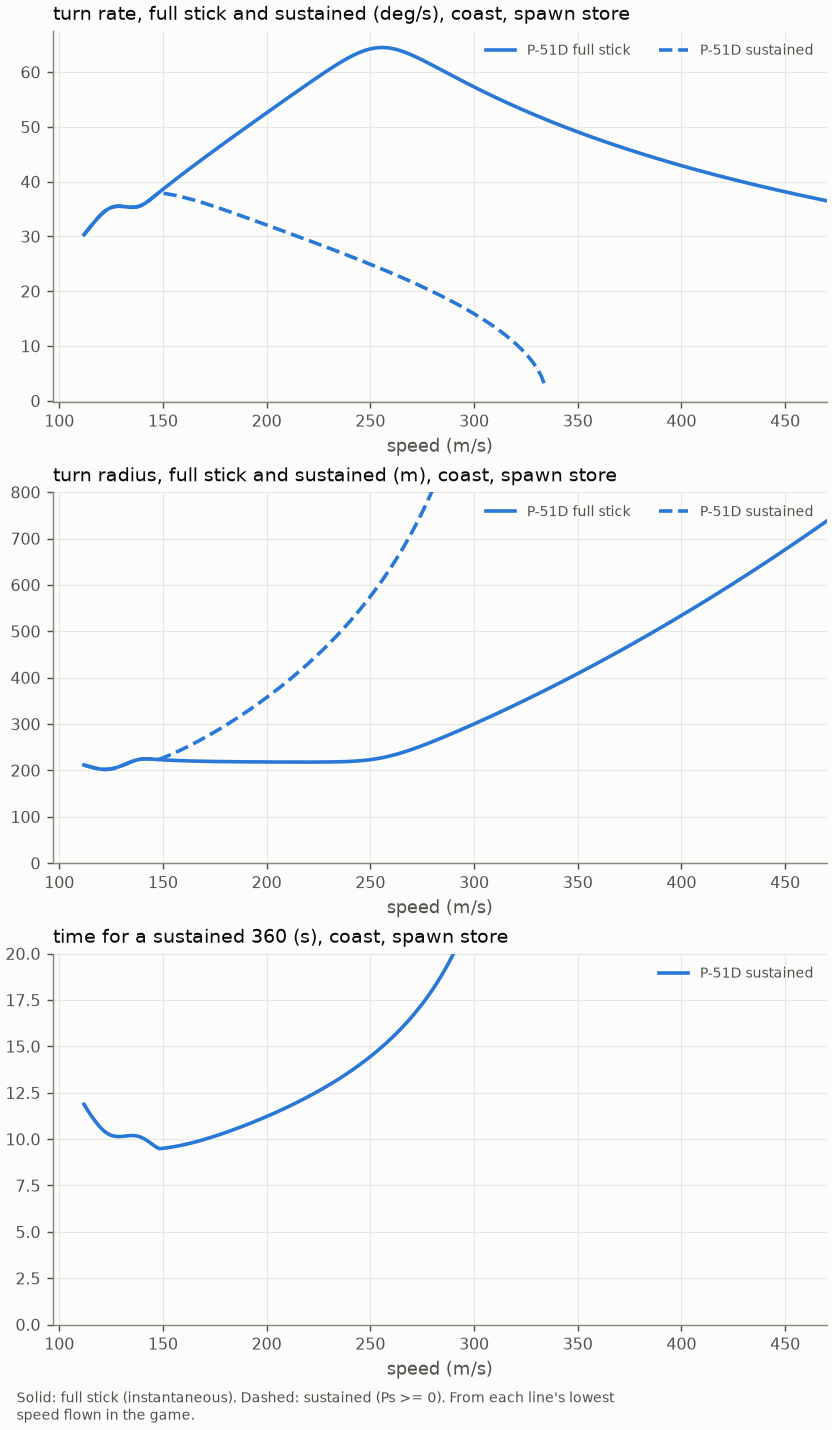 turn rate, full stick and sustained (deg/s), coast, spawn store
P-51D full stick
P-51D sustained
60
50
40
30
20
10
0
100 150 200 250 300 350 400 450
speed (m/s)
turn radius, full stick and sustained (m), coast, spawn store
800
P-51D full stick
P-51D sustained
700
600
500
400
300
200
100
0
100 150 200 250 300 350 400 450
speed (m/s)
time for a sustained 360 (s), coast, spawn store
20.0
P-51D sustained
17.5
15.0
12.5
10.0
7.5
5.0
2.5
0.0
100 150 200 250 300 350 400 450
speed (m/s)
Solid: full stick (instantaneous). Dashed: sustained (Ps >= 0). From each line's lowest
speed flown in the game.